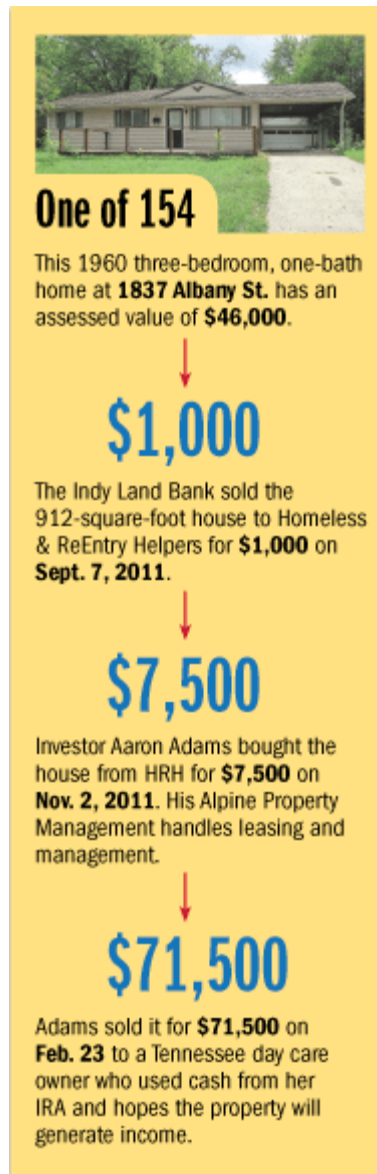 One of 154
This 1960 three-bedroom, one-bath
home at 1837 Albany St. has an
assessed value of $46,000.
$1,000
The Indy Land Bank sold the
912-square-foot house to Homeless
& ReEntry Helpers for $1,000 on
Sept. 7, 2011.
$7,500
Investor Aaron Adams bought the
house from HRH for $7,500 on
Nov. 2, 2011. His Alpine Property
Management handles leasing and
management.
$71,500
Adams sold it for $71,500 on
Feb. 23 to a Tennessee day care
owner who used cash from her
IRA and hopes the property will
generate income.